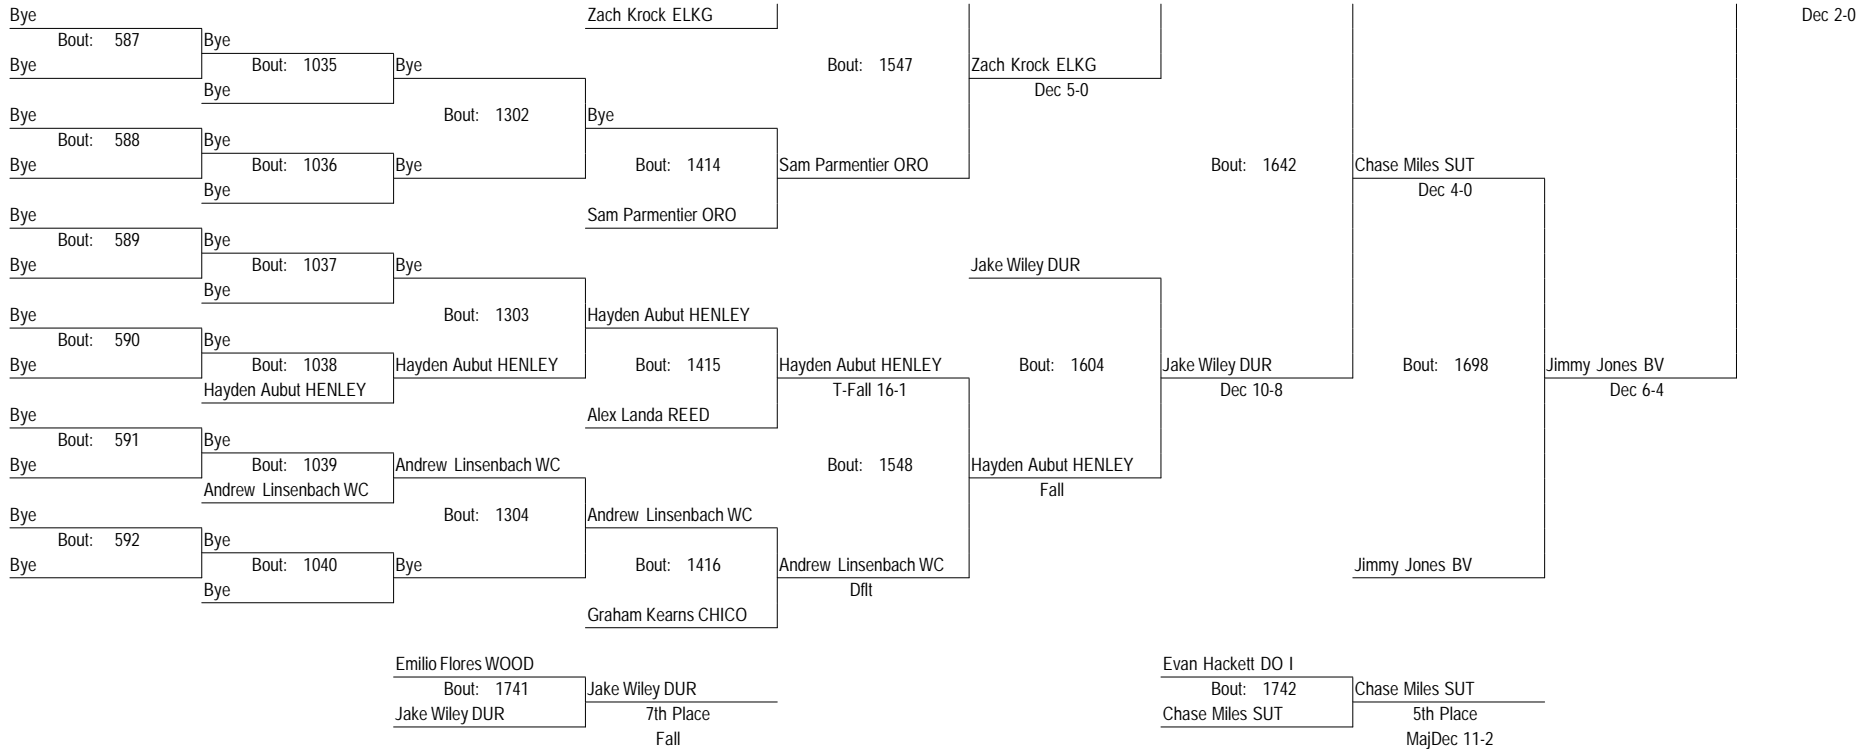 Bye Zach Krock ELKG Dec 2-0
Bout: 587 Bye
Bye Bout: 1035 Bye Bout: 1547 Zach Krock ELKG
Bye Dec 5-0
Bye Bout: 1302 Bye
Bout: 588 Bye
Bye Bout: 1036 Bye Bout: 1414 Sam Parmentier ORO Bout: 1642 Chase Miles SUT
Bye Dec 4-0
Bye Sam Parmentier ORO
Bout: 589 Bye
Bye Bout: 1037 Bye Jake Wiley DUR
Bye
Bye Bout: 1303 Hayden Aubut HENLEY
Bout: 590 Bye
Bye Bout: 1038 Hayden Aubut HENLEY Bout: 1415 Hayden Aubut HENLEY Bout: 1604 Jake Wiley DUR Bout: 1698 Jimmy Jones BV
Hayden Aubut HENLEY T-Fall 16-1 Dec 10-8 Dec 6-4
Bye Alex Landa REED
Bout: 591 Bye
Bye Bout: 1039 Andrew Linsenbach WC Bout: 1548 Hayden Aubut HENLEY
Andrew Linsenbach WC Fall
Bye Bout: 1304 Andrew Linsenbach WC
Bout: 592 Bye
Bye Bout: 1040 Bye Bout: 1416 Andrew Linsenbach WC Jimmy Jones BV
Bye Dflt
Graham Kearns CHICO
Emilio Flores WOOD Evan Hackett DO I
Bout: 1741 Jake Wiley DUR Bout: 1742 Chase Miles SUT
Jake Wiley DUR 7th Place Chase Miles SUT 5th Place
Fall MajDec 11-2